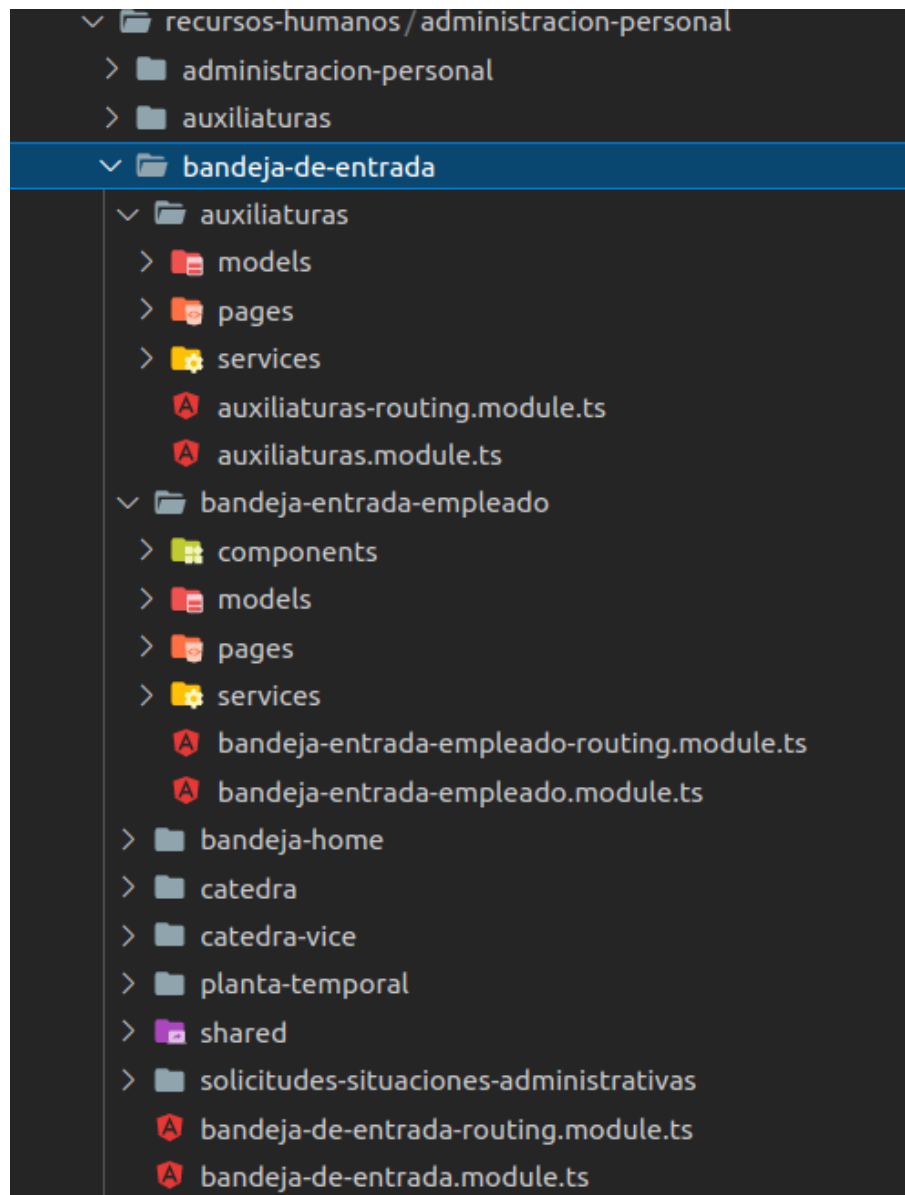 recursos-humanos / administracion-personal
administracion-personal
auxiliaturas
bandeja-de-entrada
auxiliaturas
models
pages
services
auxiliaturas-routing.module.ts
auxiliaturas.module.ts
bandeja-entrada-empleado
components
models
pages
services
bandeja-entrada-empleado-routing.module.ts
bandeja-entrada-empleado.module.ts
bandeja-home
catedra
catedra-vice
planta-temporal
shared
solicitudes-situaciones-administrativas
bandeja-de-entrada-routing.module.ts
bandeja-de-entrada.module.ts